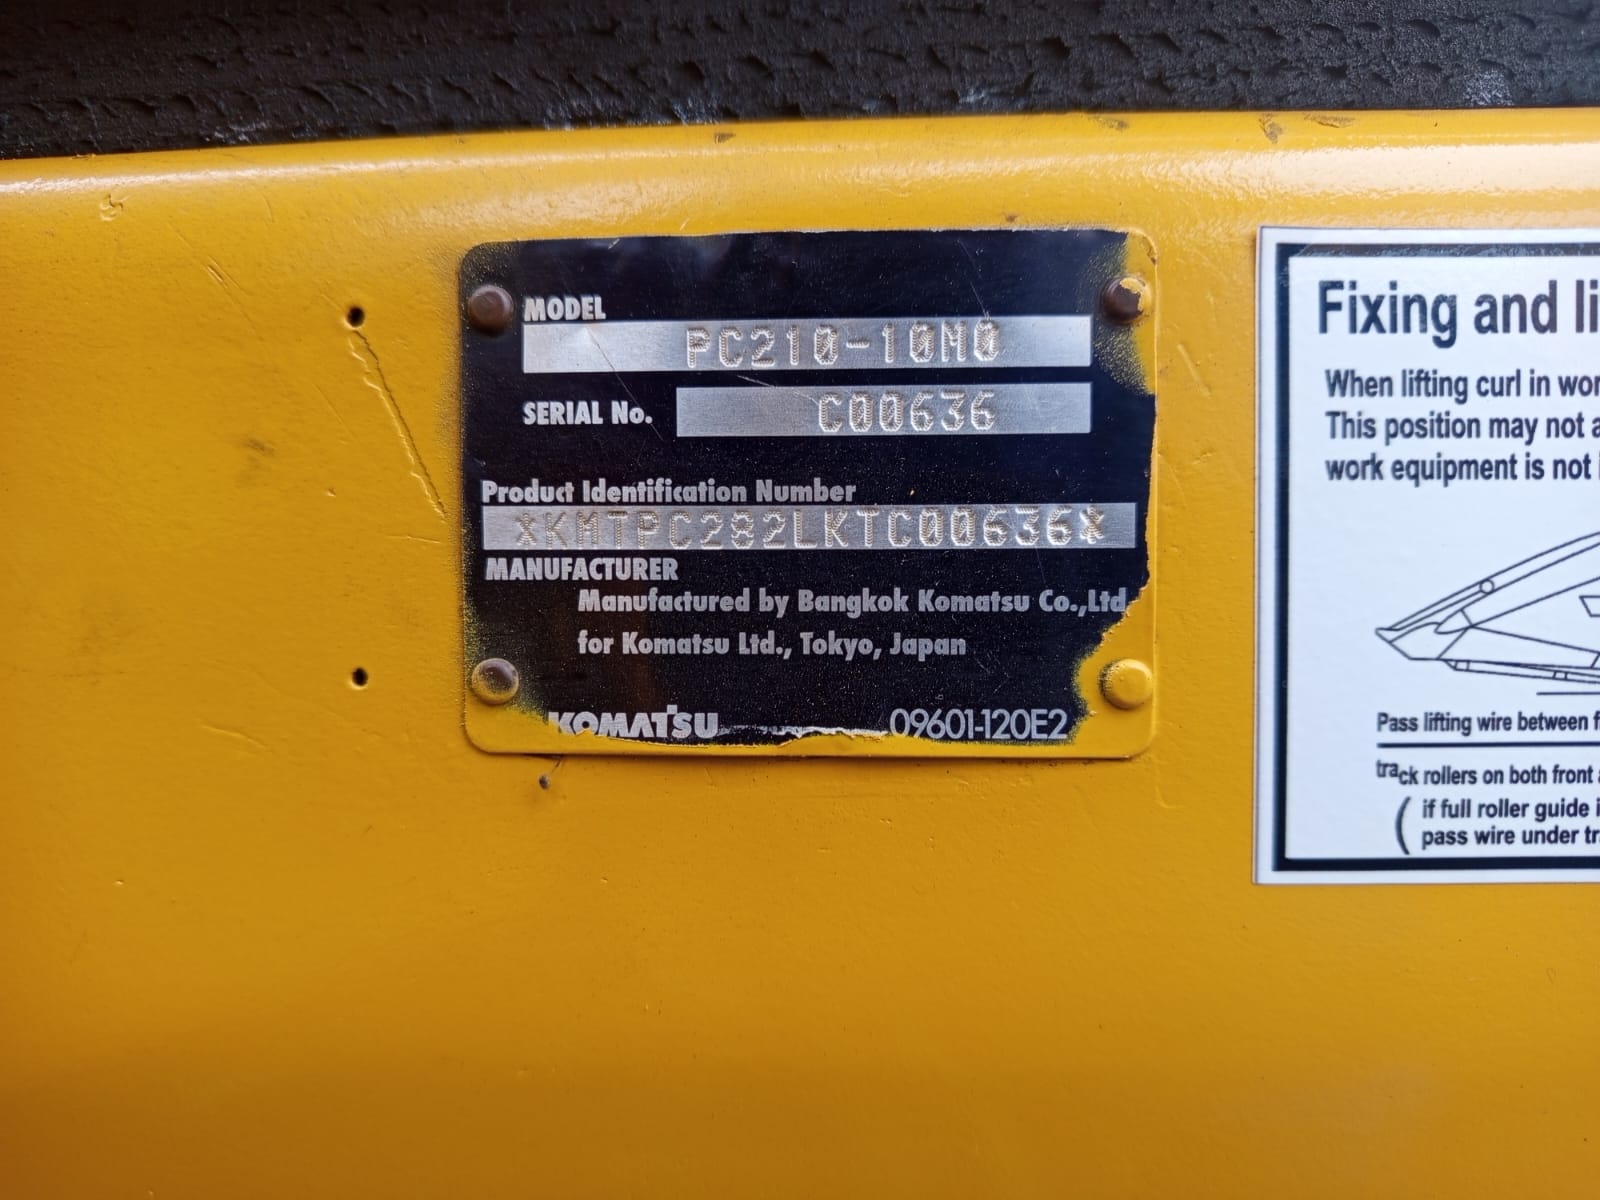 MODEL
PC210-10M0
SERIAL No.
C00636
Product Identification Number
*KMTPC282LKTC00636*
MANUFACTURER
Manufactured by Bangkok Komatsu Co.,Ltd
for Komatsu Ltd., Tokyo, Japan
KOMATSU
09601-120E2
Fixing and li
When lifting curl in wor
This position may not a
work equipment is not
Pass lifting wire between f
track rollers on both front
( if full roller guide i
pass wire under tr